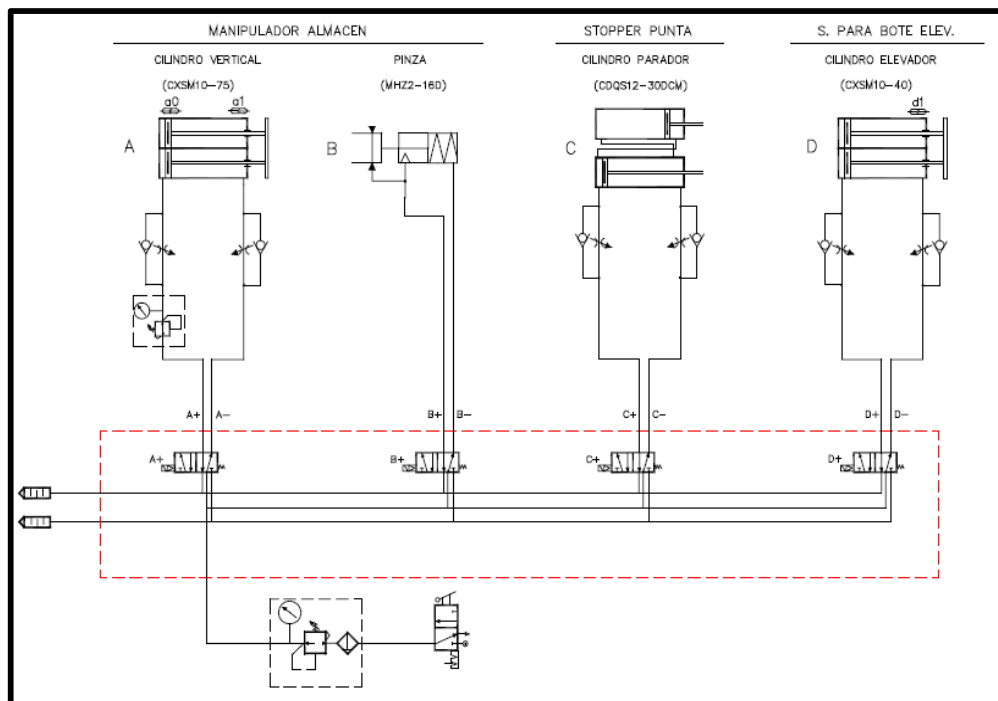 MANIPULADOR ALMACEN
STOPPER PUNTA
S. PARA BOTE ELEV.
CILINDRO VERTICAL
PINZA
CILINDRO PARADOR
CILINDRO ELEVADOR
(CXSM10-75)
(MHZ2-16D)
(CDQS12-30DCM)
(CXSM10-40)
a0
a1
d1
A
B
C
D
A+
A-
B+
B-
C+
C-
D+
D-
A+
B+
C+
D+